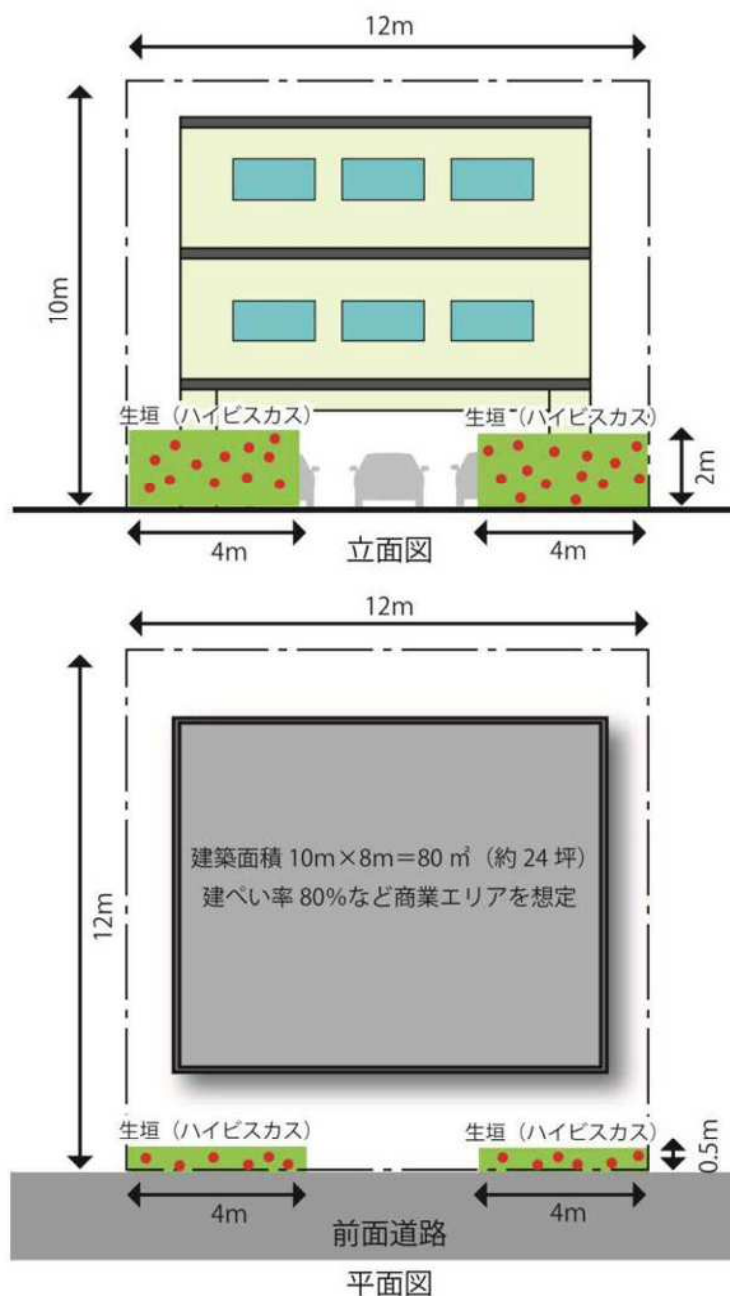 12m
10m
生垣（ハイビスカス）
生垣（ハイビスカス）
2m
4m
立面図
4m
12m
12m
建築面積 10m×8m＝80 ㎡（約 24 坪）
建ぺい率 80％など商業エリアを想定
生垣（ハイビスカス）
生垣（ハイビスカス）
0.5m
4m
4m
前面道路
平面図